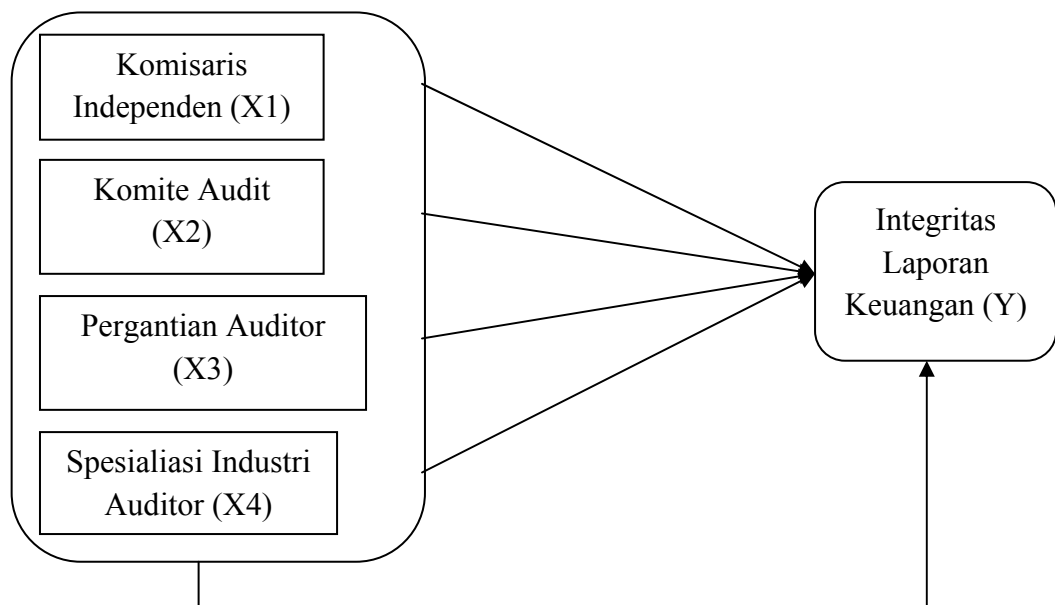 Komisaris
Independen (X1)
Komite Audit
(X2)
Pergantian Auditor
(X3)
Spesialiasi Industri
Auditor (X4)
Integritas
Laporan
Keuangan (Y)